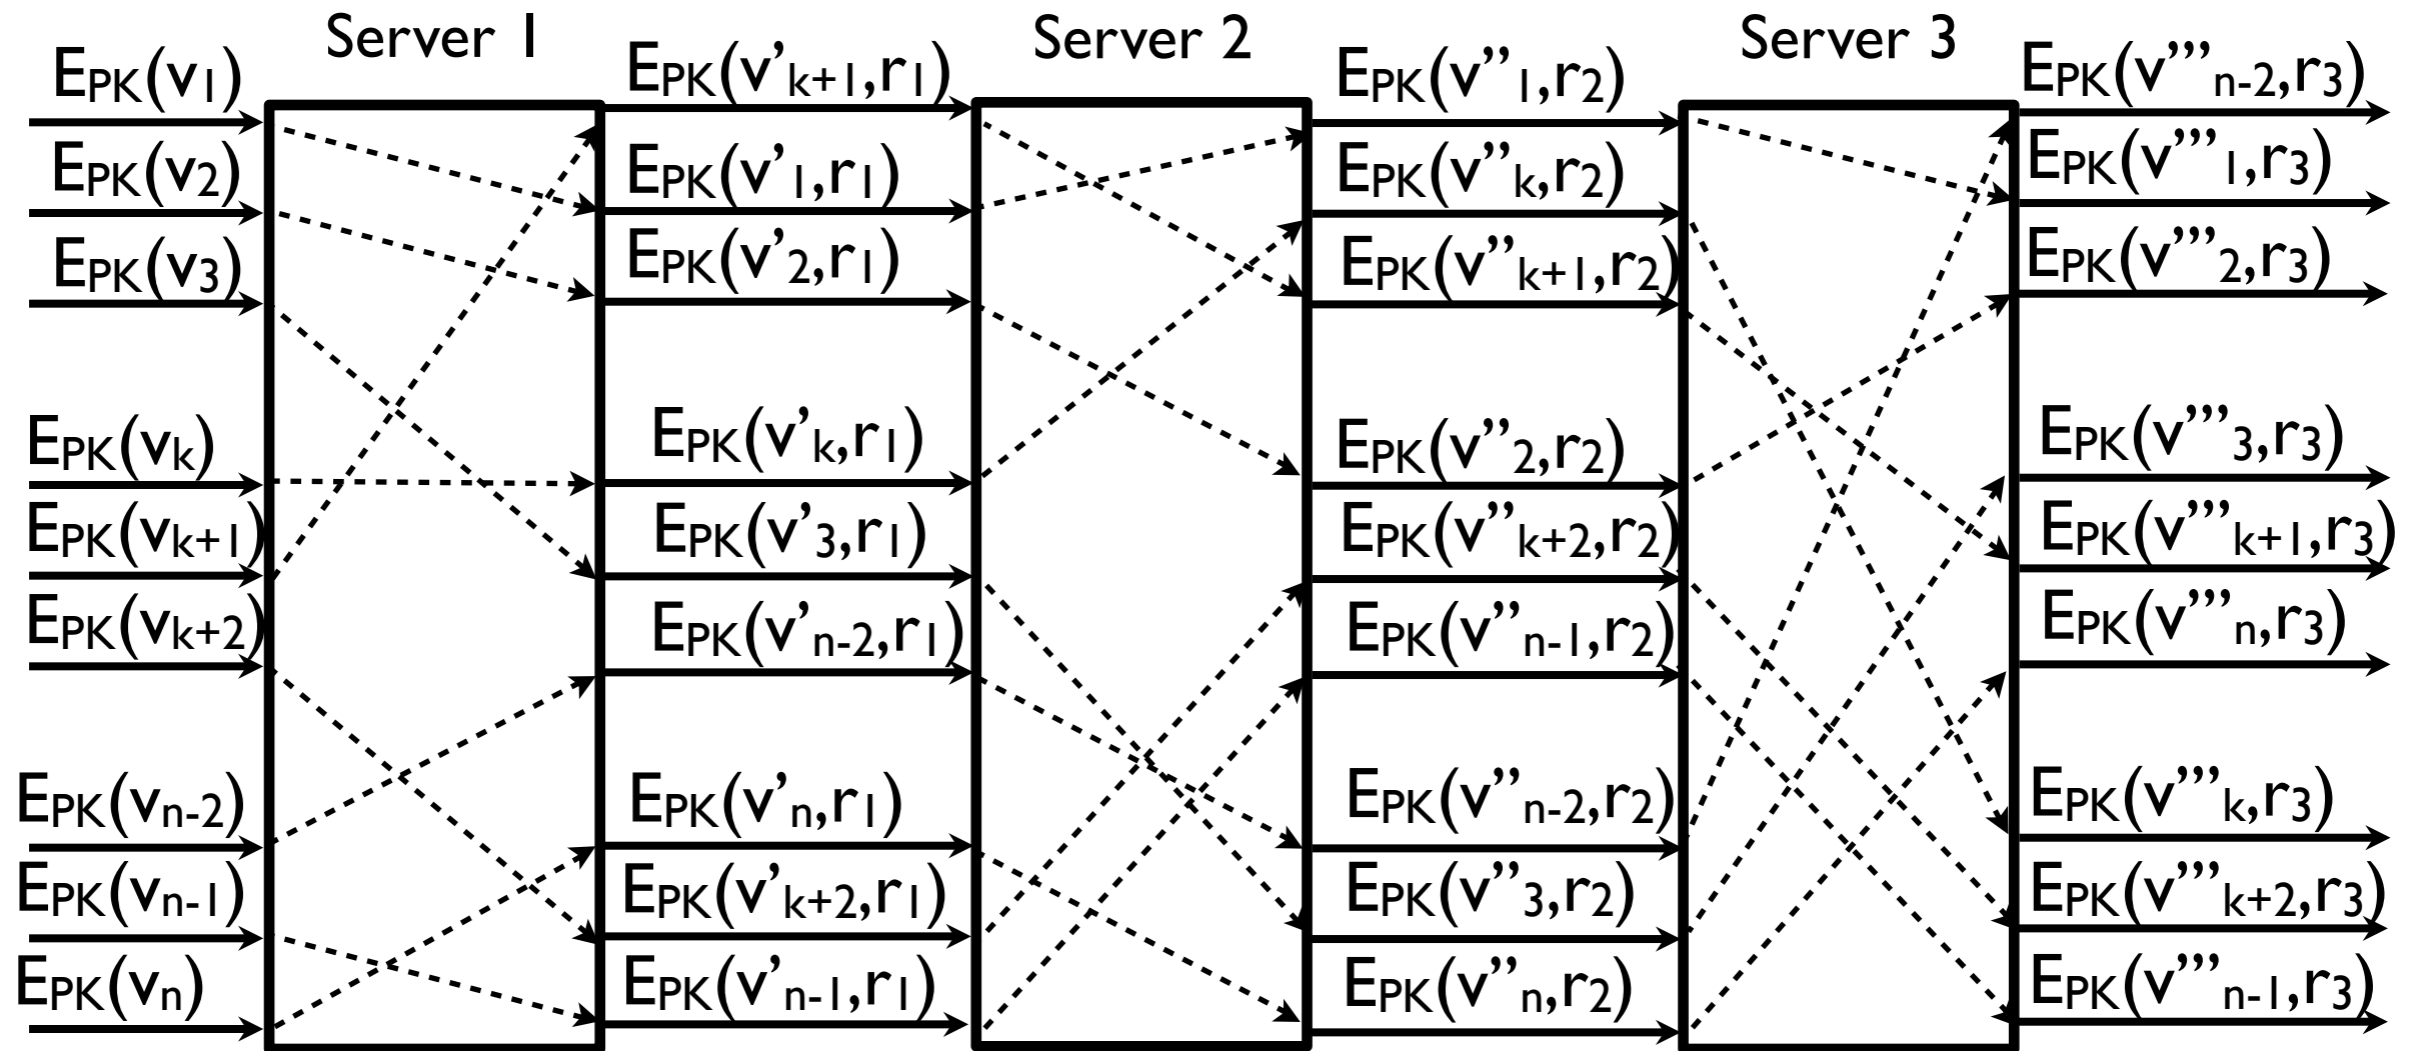 Server 1
Server 2
Server 3
EPK(v1)
EPK(v2)
EPK(v3)
EPK(vk)
EPK(vk+1)
EPK(vk+2)
EPK(vn-2)
EPK(vn-1)
EPK(vn)
EPK(v’k+1,r1)
EPK(v’1,r1)
EPK(v’2,r1)
EPK(v’k,r1)
EPK(v’3,r1)
EPK(v’n-2,r1)
EPK(v’n,r1)
EPK(v’k+2,r1)
EPK(v’n-1,r1)
EPK(v’’1,r2)
EPK(v’’k,r2)
EPK(v’’k+1,r2)
EPK(v’’2,r2)
EPK(v’’k+2,r2)
EPK(v’’n-1,r2)
EPK(v’’n-2,r2)
EPK(v’’3,r2)
EPK(v’’n,r2)
EPK(v’’’n-2,r3)
EPK(v’’’1,r3)
EPK(v’’’2,r3)
EPK(v’’’3,r3)
EPK(v’’’k+1,r3)
EPK(v’’’n,r3)
EPK(v’’’k,r3)
EPK(v’’’k+2,r3)
EPK(v’’’n-1,r3)